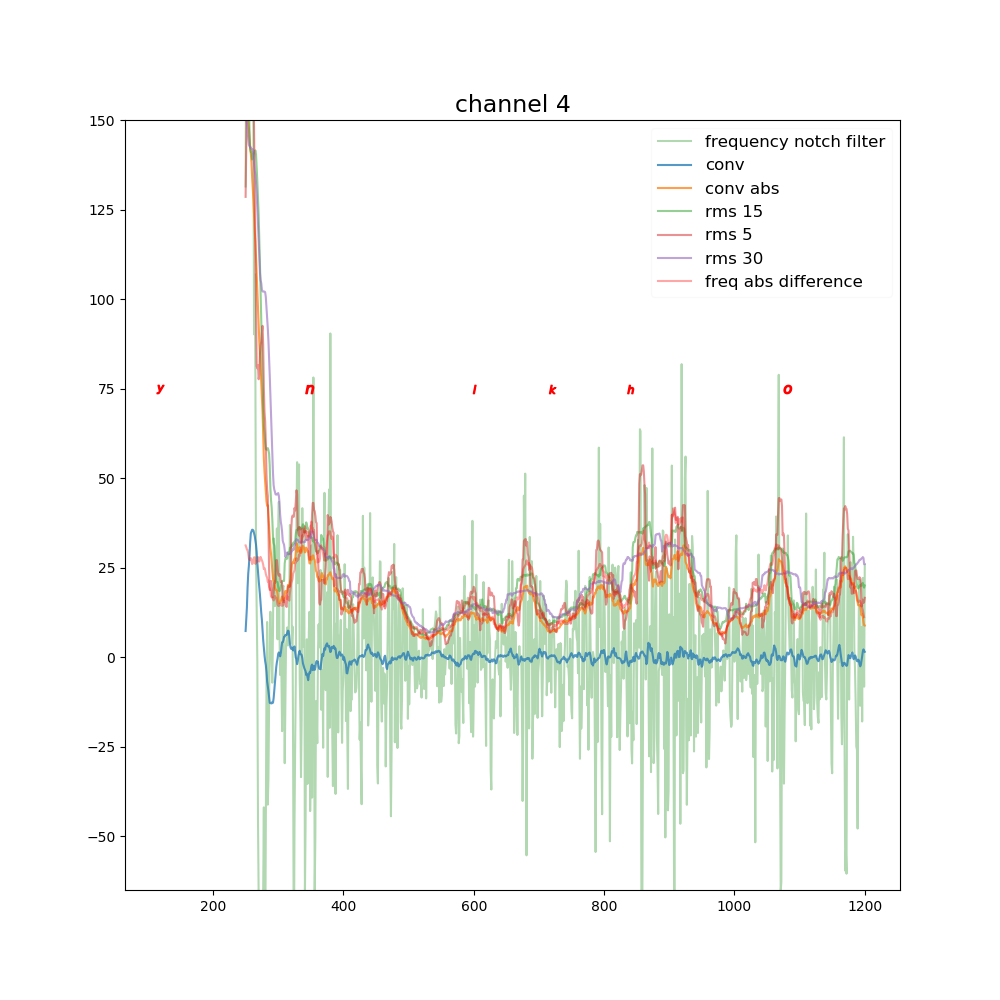 channel 4
150
125
100
75
50
25
0
−25
−50
frequency notch filter
conv
conv abs
rms 15
rms 5
rms 30
freq abs difference
y n l k h o
200 400 600 800 1000 1200